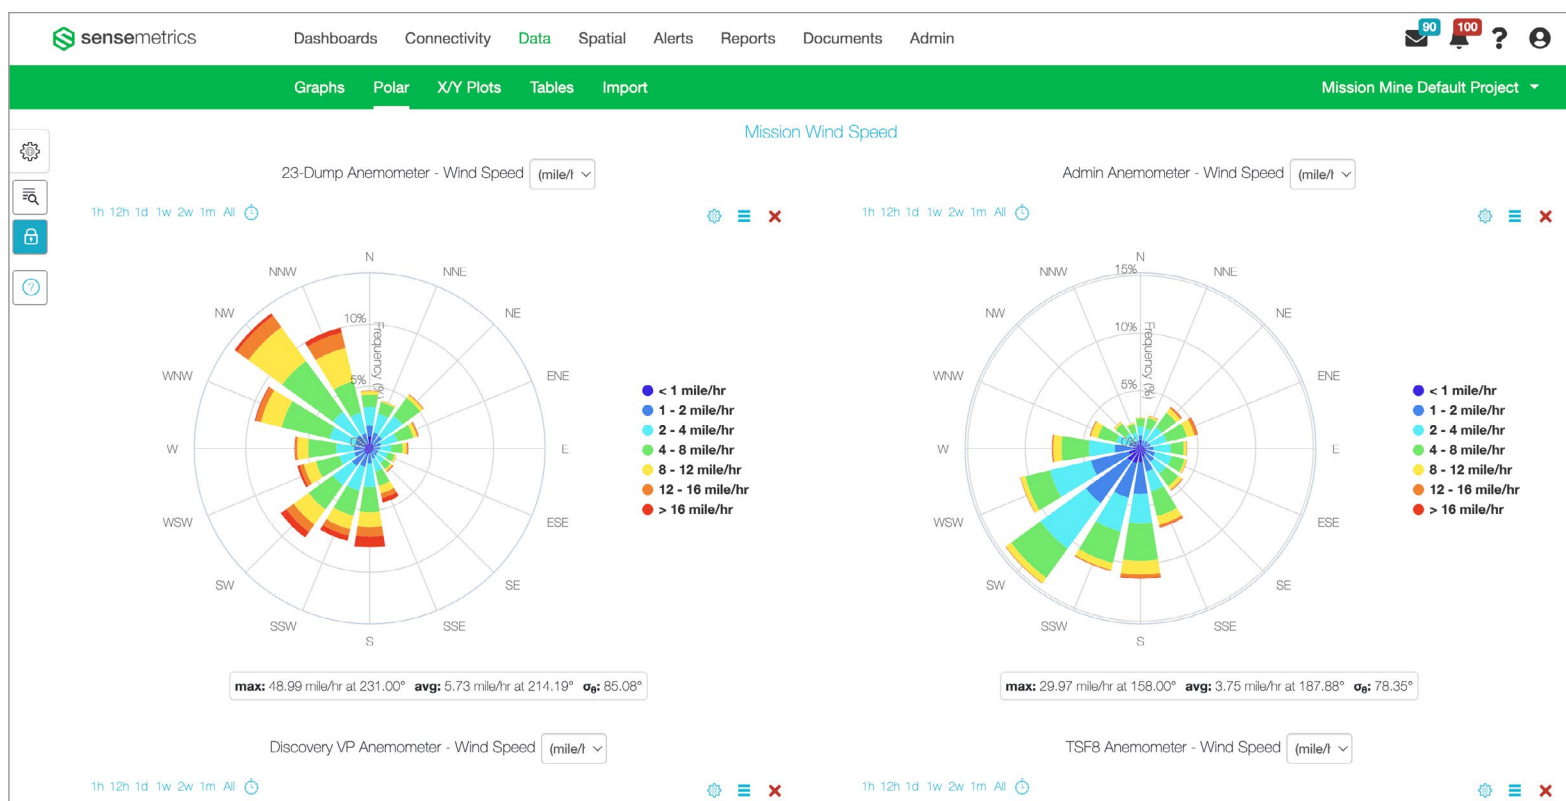 sensemetrics Dashboards Connectivity Data Spatial Alerts Reports Documents Admin 90 100 ?
Graphs Polar X/Y Plots Tables Import Mission Mine Default Project
Mission Wind Speed
23-Dump Anemometer - Wind Speed (mile/h
1h 12h 1d 1w 2w 1m All
N
NNE
NE
ENE
E
ESE
SE
SSE
S
SSW
SW
WSW
W
WNW
NW
NNW
10%
5%
0%
Frequency (%)
< 1 mile/hr
1 - 2 mile/hr
2 - 4 mile/hr
4 - 8 mile/hr
8 - 12 mile/hr
12 - 16 mile/hr
> 16 mile/hr
max: 48.99 mile/hr at 231.00° avg: 5.73 mile/hr at 214.19° σθ: 85.08°
Admin Anemometer - Wind Speed (mile/h
1h 12h 1d 1w 2w 1m All
N
NNE
NE
ENE
E
ESE
SE
SSE
S
SSW
SW
WSW
W
WNW
NW
NNW
15%
10%
5%
0%
Frequency (%)
< 1 mile/hr
1 - 2 mile/hr
2 - 4 mile/hr
4 - 8 mile/hr
8 - 12 mile/hr
12 - 16 mile/hr
> 16 mile/hr
max: 29.97 mile/hr at 158.00° avg: 3.75 mile/hr at 187.88° σθ: 78.35°
Discovery VP Anemometer - Wind Speed (mile/h
1h 12h 1d 1w 2w 1m All
TSF8 Anemometer - Wind Speed (mile/h
1h 12h 1d 1w 2w 1m All